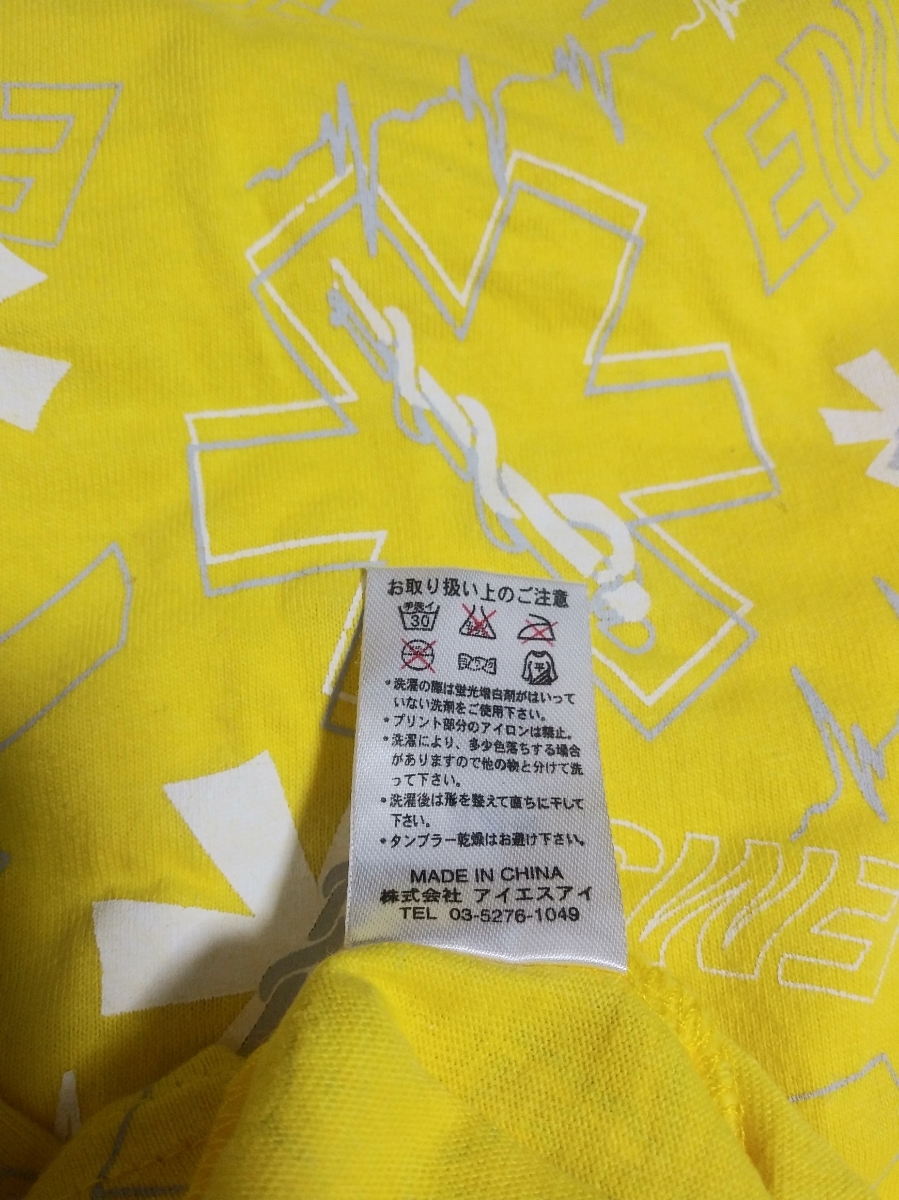 EN
お取り扱い上のご注意
手洗イ
30
平
*洗濯の際は蛍光増白剤がはいって
いない洗剤をご使用下さい。
*プリント部分のアイロンは禁止。
*洗濯により、多少色落ちする場合
がありますので他の物と分けて洗
って下さい。
*洗濯後は形を整えて直ちに干して
下さい。
*タンブラー乾燥はお避け下さい。
MADE IN CHINA
株式会社 アイエスアイ
TEL 03-5276-1049